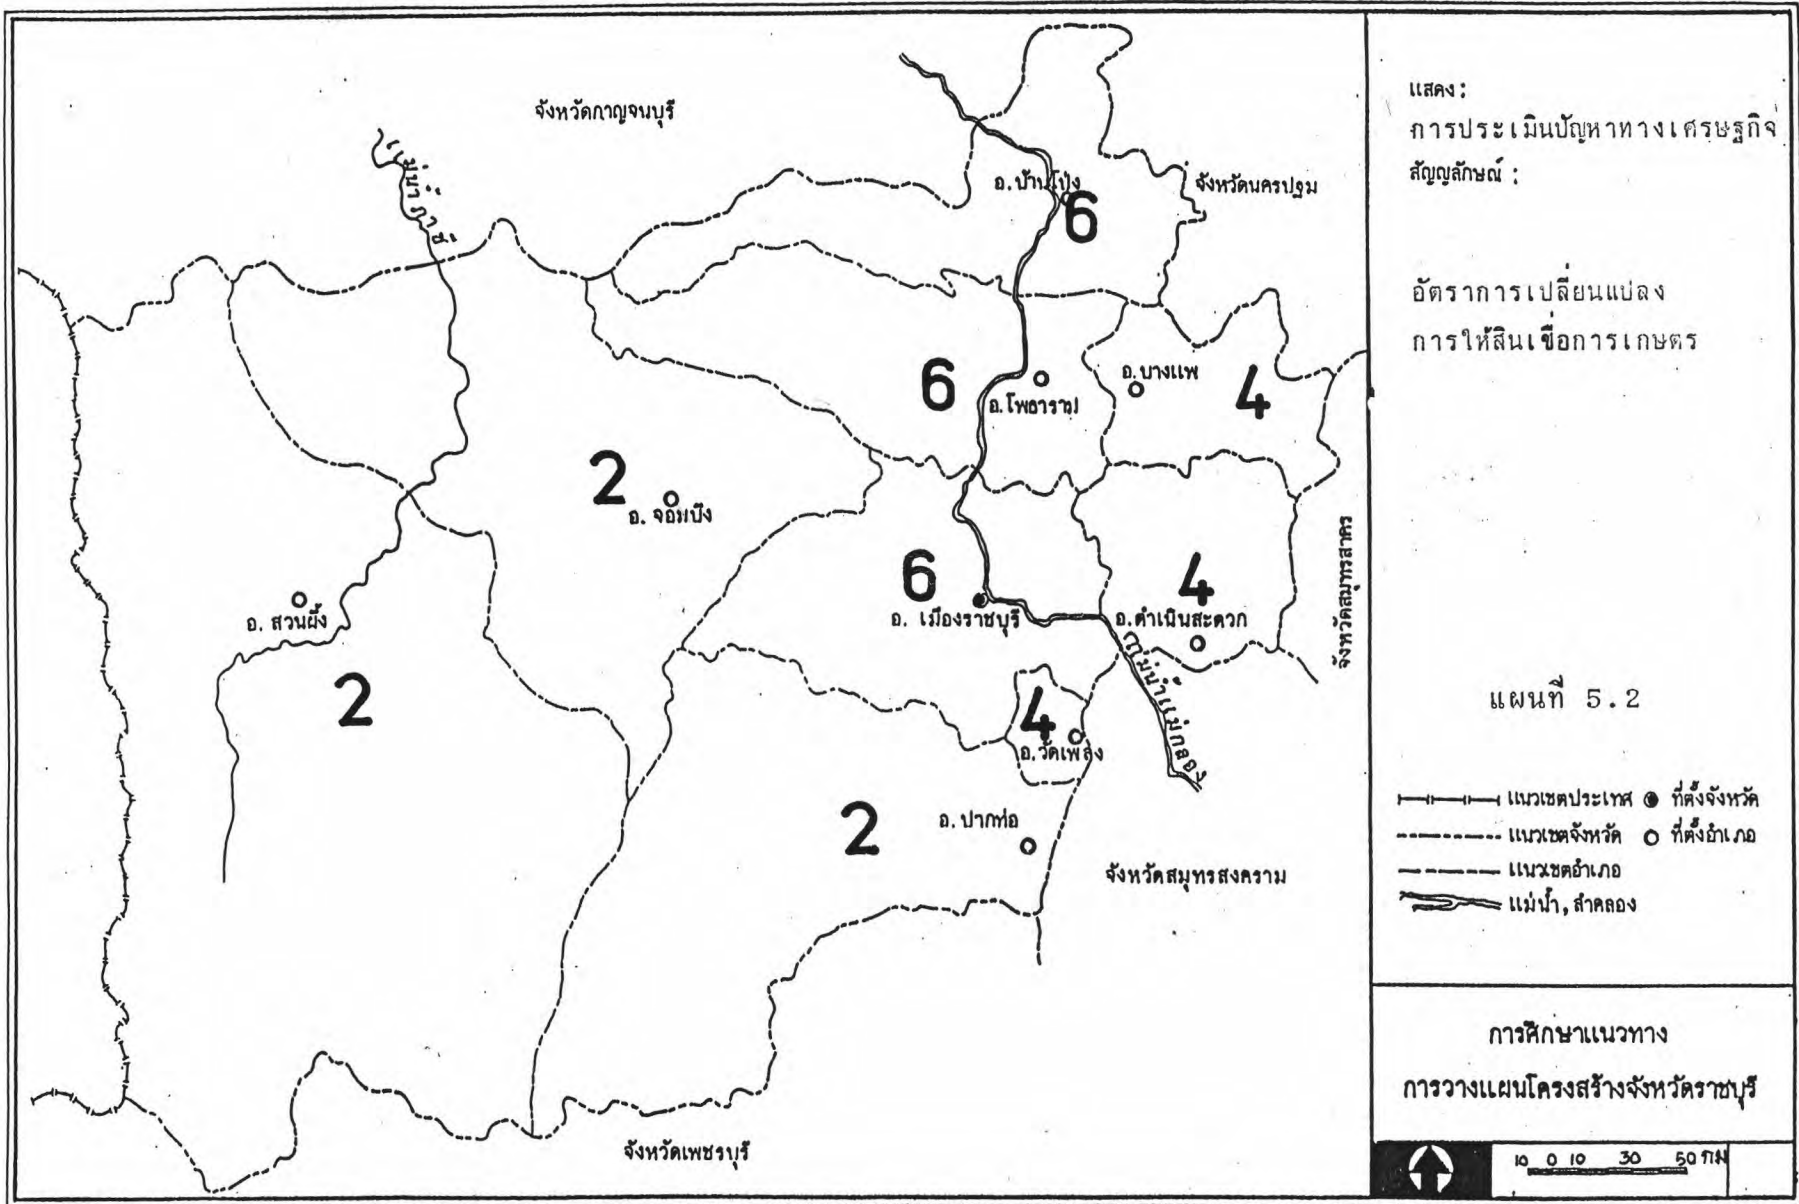 จังหวัดกาญจนบุรี
แม่น้ำภาชี
อ. บ้านโป่ง
6
จังหวัดนครปฐม
6
อ. โพธาราม
อ. บางแพ
4
2
อ. จอมบึง
6
อ. เมืองราชบุรี
4
อ. ดำเนินสะดวก
จังหวัดสมุทรสาคร
อ. สวนผึ้ง
2
แม่น้ำแม่กลอง
4
อ. วัดเพลง
2
อ. ปากท่อ
จังหวัดสมุทรสงคราม
จังหวัดเพชรบุรี
แสดง :
การประเมินปัญหาทางเศรษฐกิจ
สัญญลักษณ์ :
อัตราการเปลี่ยนแปลง
การให้สินเชื่อการเกษตร
แผนที่ 5.2
แนวเขตประเทศ ที่ตั้งจังหวัด
แนวเขตจังหวัด ที่ตั้งอำเภอ
แนวเขตอำเภอ
แม่น้ำ, ลำคลอง
การศึกษาแนวทาง
การวางแผนโครงสร้างจังหวัดราชบุรี
10 0 10 30 50 กม